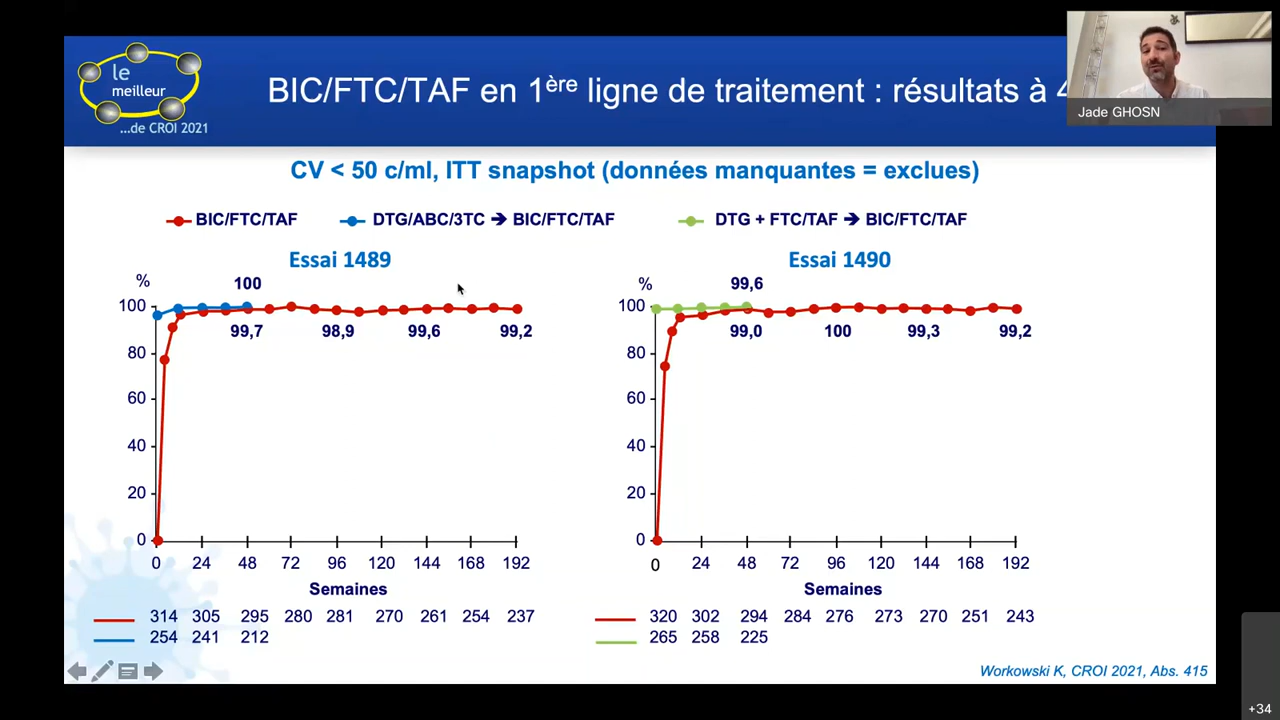 le
meilleur
...de CROI 2021
BIC/FTC/TAF en 1ère ligne de traitement : résultats à 4
Jade GHOSN
CV < 50 c/ml, ITT snapshot (données manquantes = exclues)
BIC/FTC/TAF
DTG/ABC/3TC ➔ BIC/FTC/TAF
DTG + FTC/TAF ➔ BIC/FTC/TAF
Essai 1489
%
100
100
99,7 98,9 99,6 99,2
80
60
40
20
0
0 24 48 72 96 120 144 168 192
Semaines
314 305 295 280 281 270 261 254 237
254 241 212
Essai 1490
%
99,6
100
99,0 100 99,3 99,2
80
60
40
20
0
0 24 48 72 96 120 144 168 192
Semaines
320 302 294 284 276 273 270 251 243
265 258 225
Workowski K, CROI 2021, Abs. 415
+34